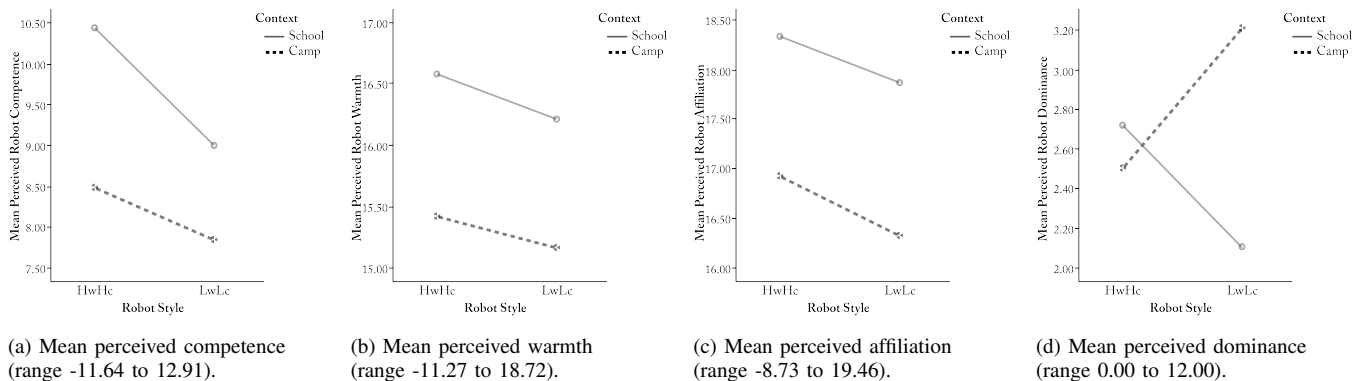 10.50
10.00
9.50
9.00
8.50
8.00
7.50
Mean Perceived Robot Competence
HwHc
LwLc
Robot Style
Context
School
Camp
(a) Mean perceived competence
(range -11.64 to 12.91).
17.00
16.50
16.00
15.50
15.00
Mean Perceived Robot Warmth
HwHc
LwLc
Robot Style
Context
School
Camp
(b) Mean perceived warmth
(range -11.27 to 18.72).
18.50
18.00
17.50
17.00
16.50
16.00
Mean Perceived Robot Affiliation
HwHc
LwLc
Robot Style
Context
School
Camp
(c) Mean perceived affiliation
(range -8.73 to 19.46).
3.20
3.00
2.80
2.60
2.40
2.20
2.00
Mean Perceived Robot Dominance
HwHc
LwLc
Robot Style
Context
School
Camp
(d) Mean perceived dominance
(range 0.00 to 12.00).